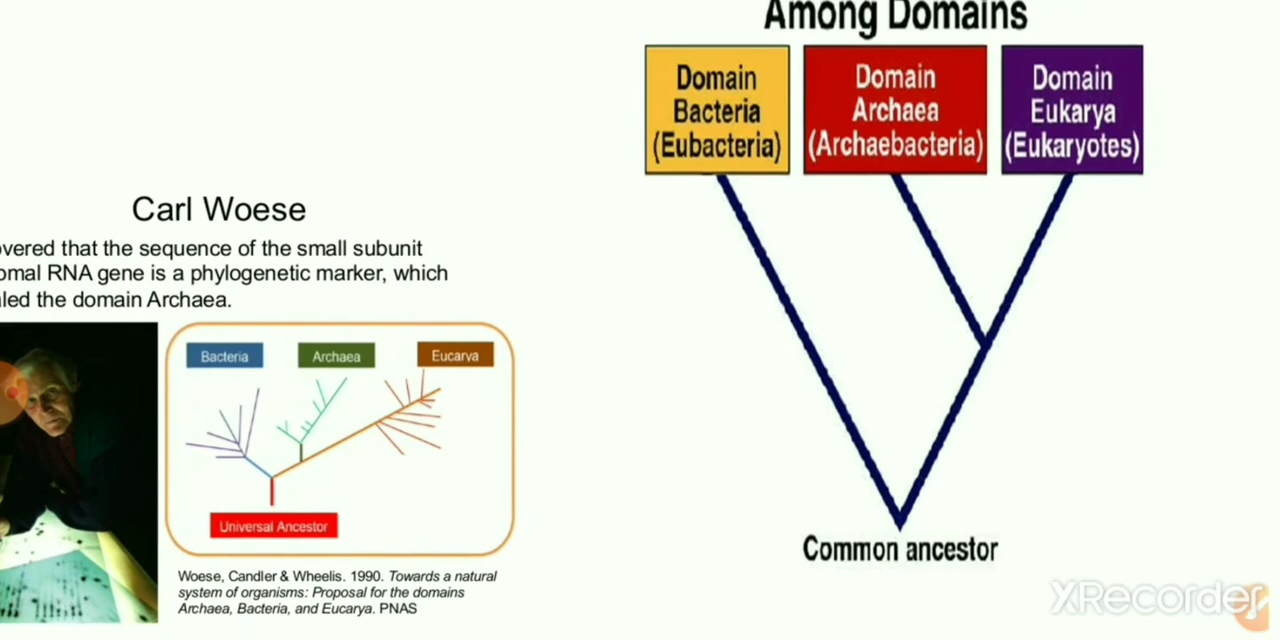 Carl Woese
overed that the sequence of the small subunit
omal RNA gene is a phylogenetic marker, which
led the domain Archaea.
Bacteria
Archaea
Eucarya
Universal Ancestor
Woese, Candler & Wheelis. 1990. Towards a natural
system of organisms: Proposal for the domains
Archaea, Bacteria, and Eucarya. PNAS
Among Domains
Domain
Bacteria
(Eubacteria)
Domain
Archaea
(Archaebacteria)
Domain
Eukarya
(Eukaryotes)
Common ancestor
XRecorder